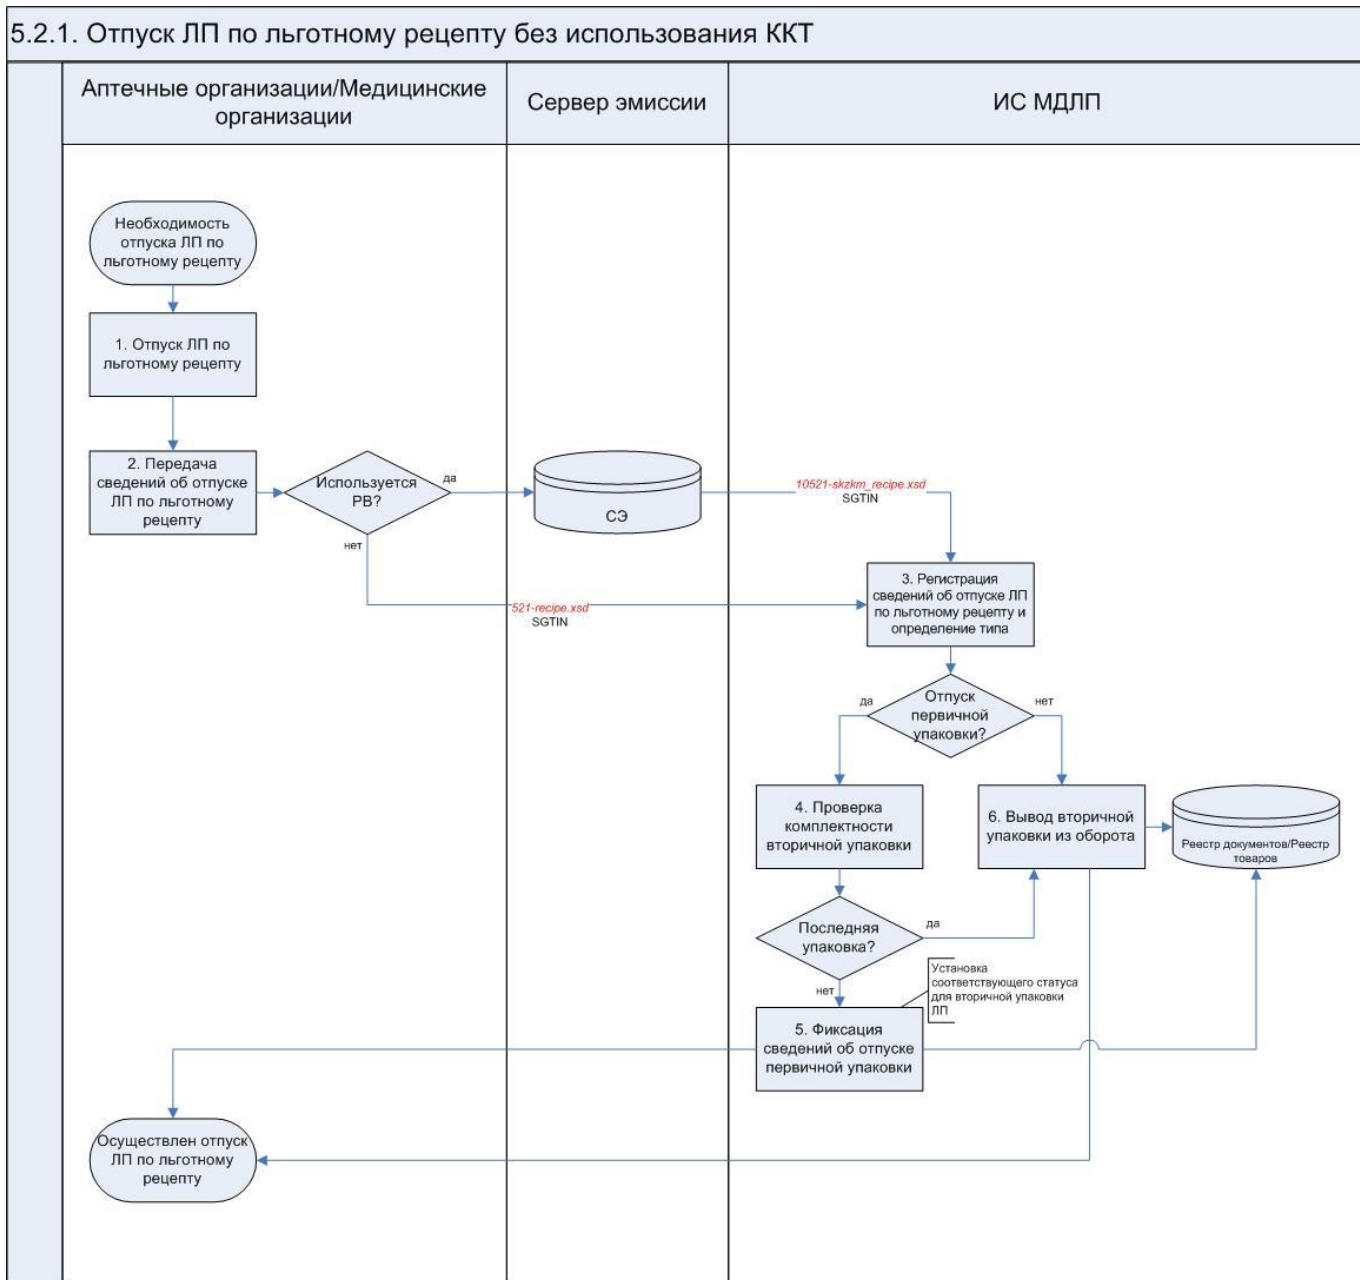 5.2.1. Отпуск ЛП по льготному рецепту без использования ККТ
Аптечные организации/Медицинские
организации
Сервер эмиссии
ИС МДЛП
Необходимость
отпуска ЛП по
льготному рецепту
1. Отпуск ЛП по
льготному рецепту
2. Передача
сведений об отпуске
ЛП по льготному
рецепту
Используется
РВ?
да
нет
СЭ
10521-skzkm_recipe.xsd
SGTIN
521-recipe.xsd
SGTIN
3. Регистрация
сведений об отпуске ЛП
по льготному рецепту и
определение типа
Отпуск
первичной
упаковки?
да
нет
4. Проверка
комплектности
вторичной упаковки
6. Вывод вторичной
упаковки из оборота
Реестр документов/Реестр
товаров
Последняя
упаковка?
да
нет
Установка
соответствующего статуса
для вторичной упаковки
ЛП
5. Фиксация
сведений об отпуске
первичной упаковки
Осуществлен отпуск
ЛП по льготному
рецепту